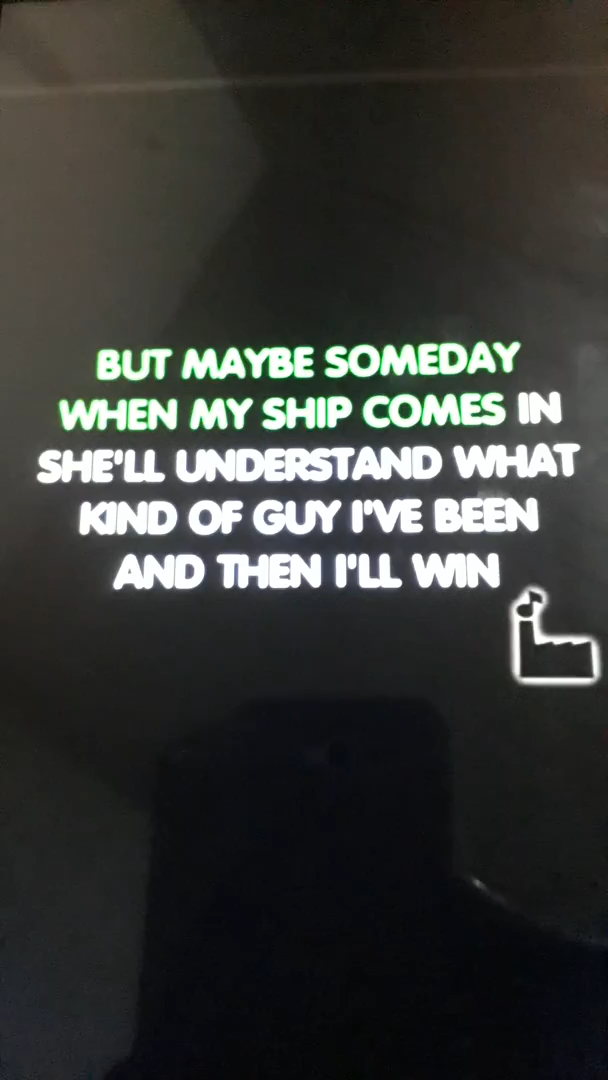 BUT MAYBE SOMEDAY
WHEN MY SHIP COMES IN
SHE'LL UNDERSTAND WHAT
KIND OF GUY I'VE BEEN
AND THEN I'LL WIN